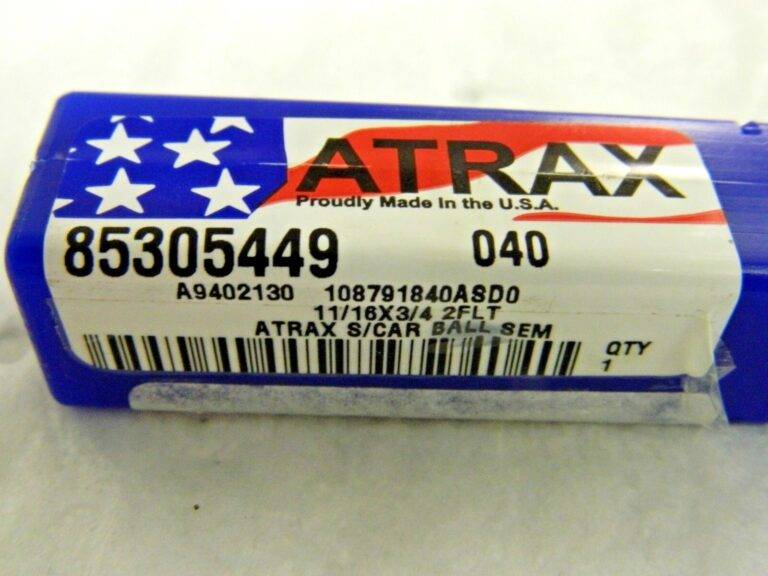 ATRAX
Proudly Made In the U.S.A.
85305449 040
A9402130 108791840ASD0
11/16X3/4 2FLT
ATRAX S/CAR BALL SEM
QTY
1